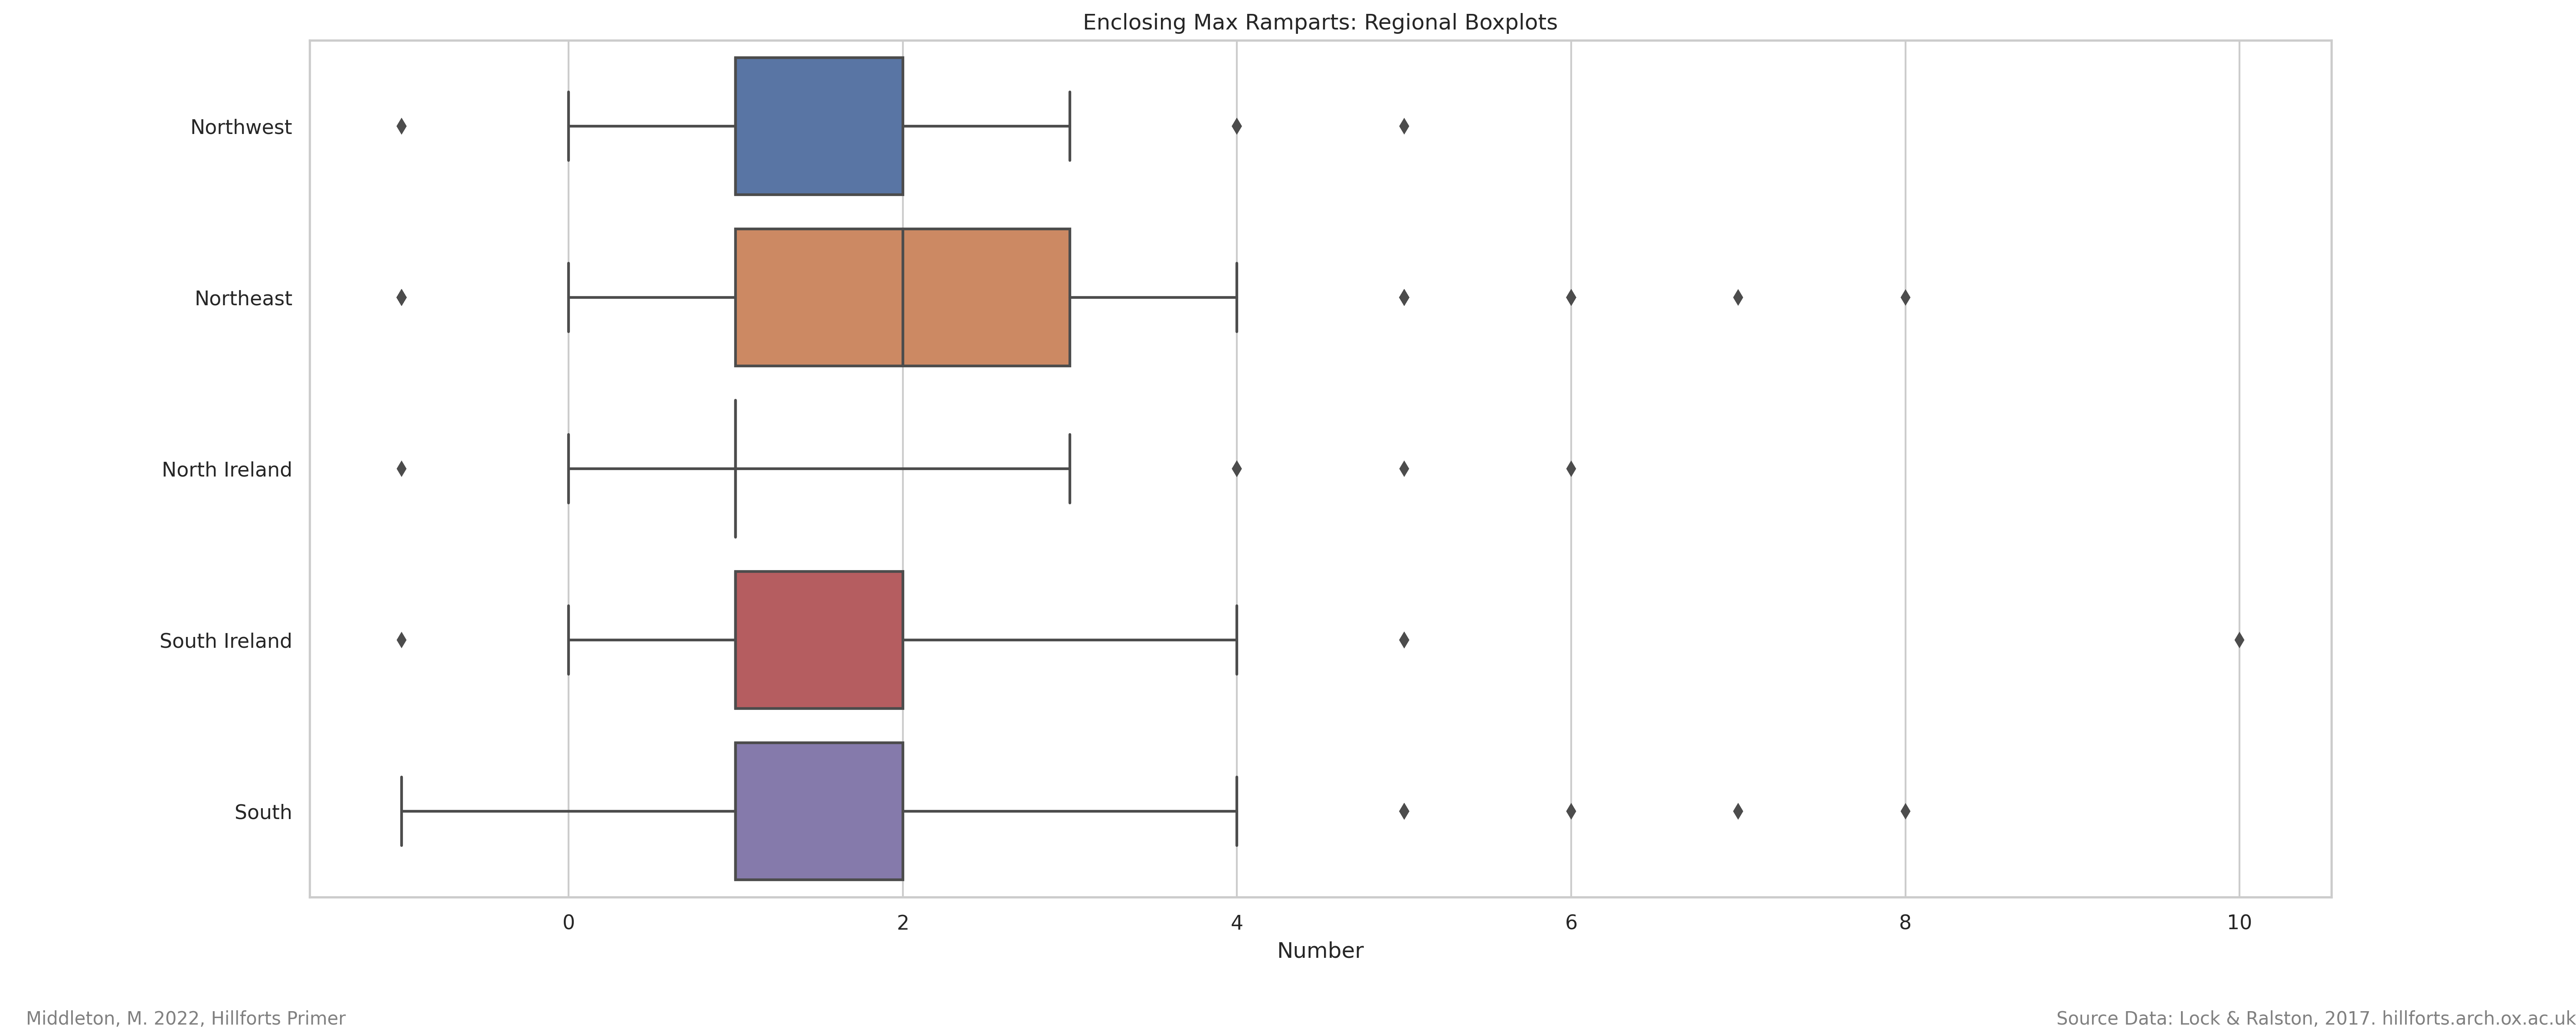 Enclosing Max Ramparts: Regional Boxplots
Northwest
Northeast
North Ireland
South Ireland
South
0 2 4 6 8 10
Number
Middleton, M. 2022, Hillforts Primer
Source Data: Lock & Ralston, 2017. hillforts.arch.ox.ac.uk